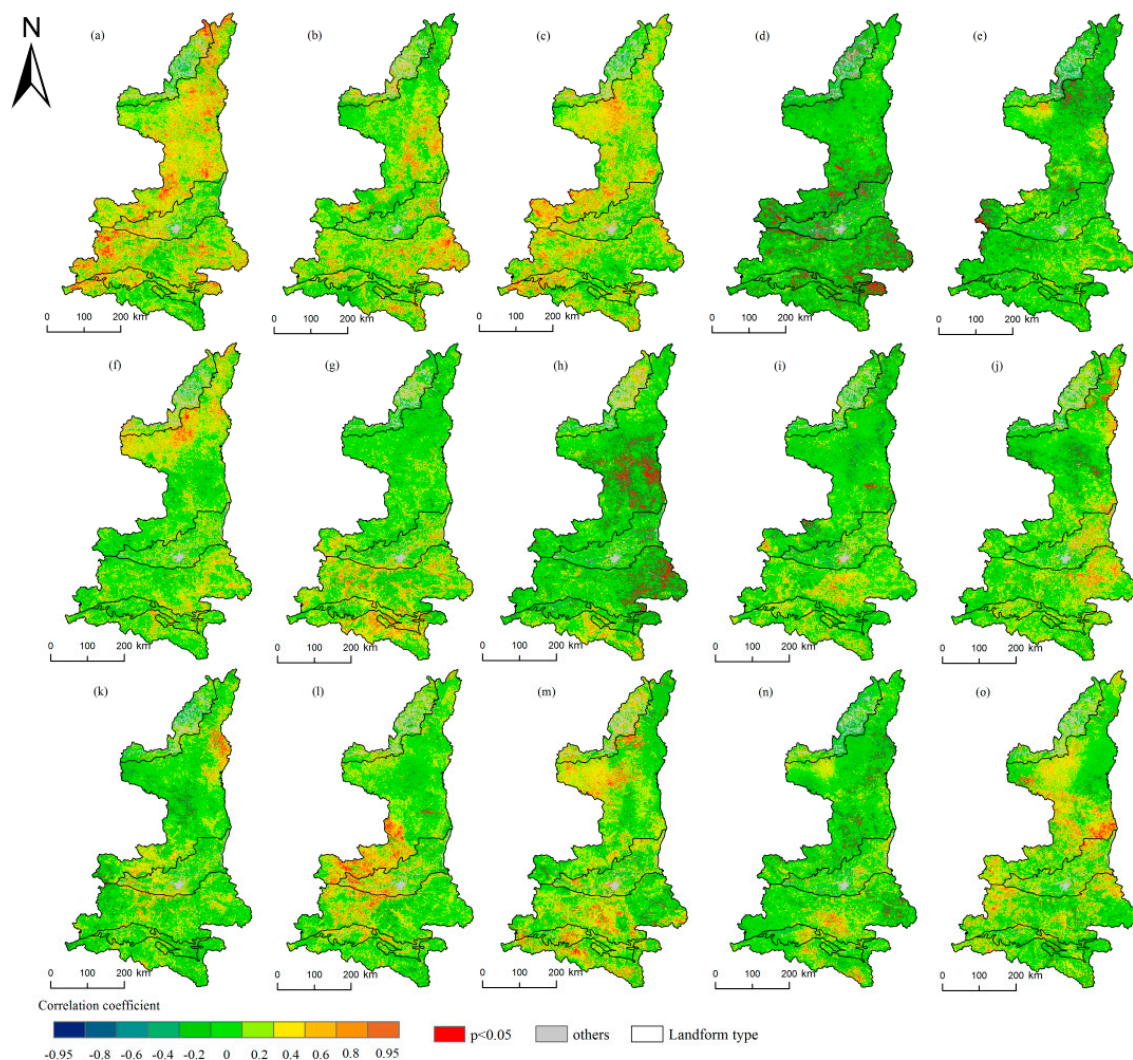 N
(a) (b) (c) (d) (e)
0 100 200 km 0 100 200 km 0 100 200 km 0 100 200 km 0 100 200 km
(f) (g) (h) (i) (j)
0 100 200 km 0 100 200 km 0 100 200 km 0 100 200 km 0 100 200 km
(k) (l) (m) (n) (o)
0 100 200 km 0 100 200 km 0 100 200 km 0 100 200 km 0 100 200 km
Correlation coefficient
p<0.05 others Landform type
-0.95 -0.8 -0.6 -0.4 -0.2 0 0.2 0.4 0.6 0.8 0.95